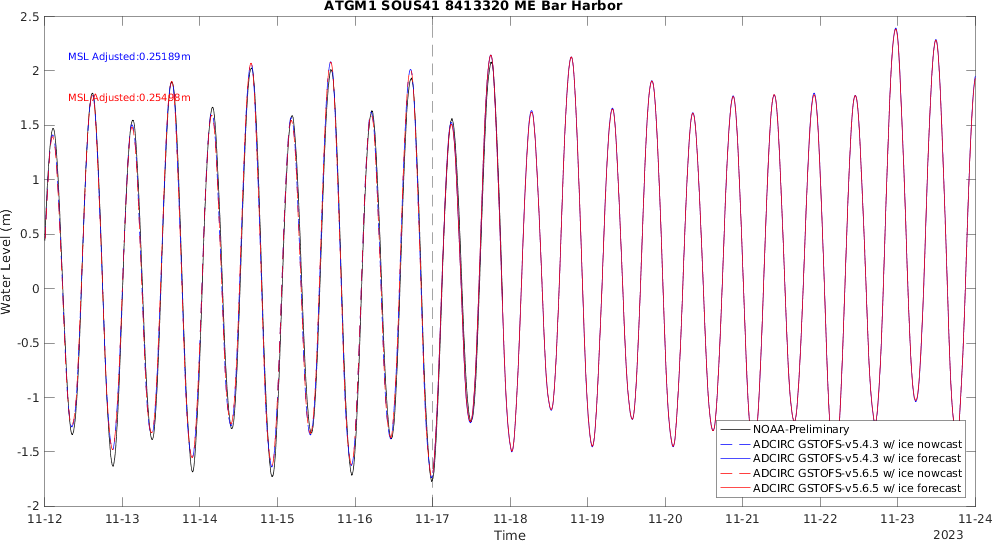 ATGM1 SOUS41 8413320 ME Bar Harbor
2.5
2
1.5
1
0.5
0
-0.5
-1
-1.5
-2
Water Level (m)
MSL Adjusted:0.25189m
MSL Adjusted:0.25498m
NOAA-Preliminary
ADCIRC GSTOFS-v5.4.3 w/ ice nowcast
ADCIRC GSTOFS-v5.4.3 w/ ice forecast
ADCIRC GSTOFS-v5.6.5 w/ ice nowcast
ADCIRC GSTOFS-v5.6.5 w/ ice forecast
11-12 11-13 11-14 11-15 11-16 11-17 11-18 11-19 11-20 11-21 11-22 11-23 11-24
Time
2023